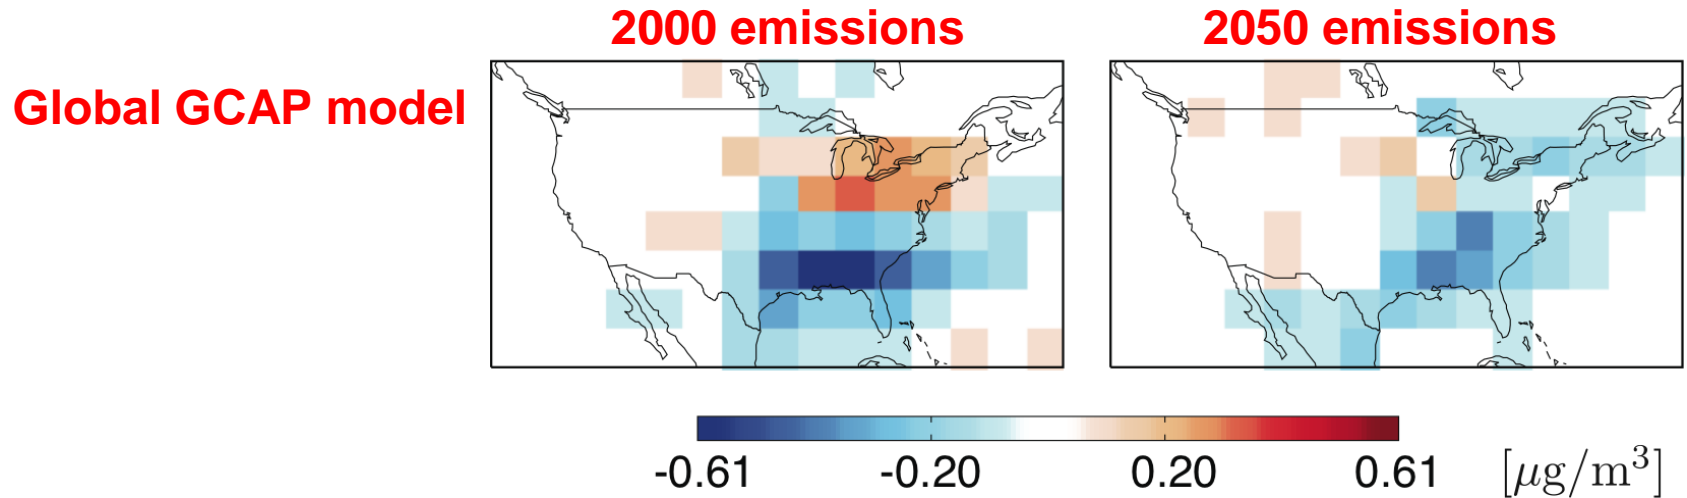 2000 emissions
2050 emissions
Global GCAP model
-0.61
-0.20
0.20
0.61
[μg/m³]